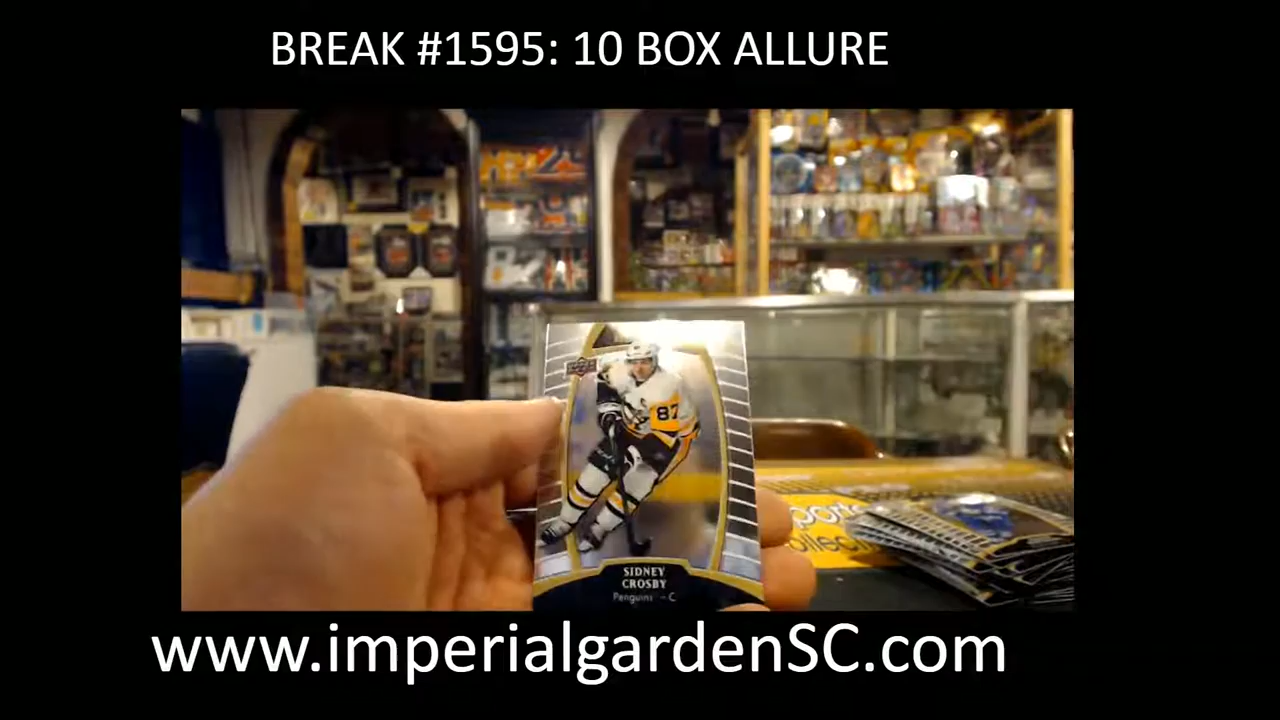 BREAK #1595: 10 BOX ALLURE
87
SIDNEY
CROSBY
Penguins - C
www.imperialgardenSC.com